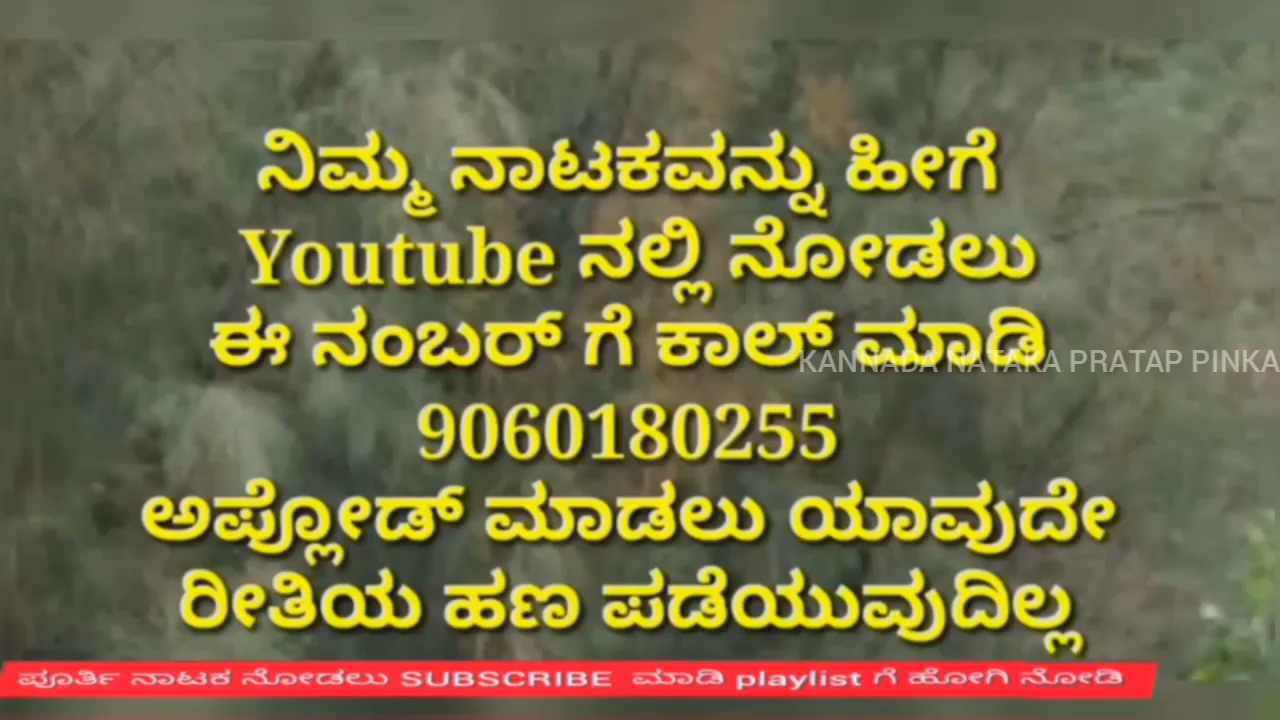 ನಿಮ್ಮ ನಾಟಕವನ್ನು ಹೀಗೆ
Youtube ನಲ್ಲಿ ನೋಡಲು
ಈ ನಂಬರ್ ಗೆ ಕಾಲ್ ಮಾಡಿ
KANNADA NATAKA PRATAP PINKA
9060180255
ಅಪ್ಲೋಡ್ ಮಾಡಲು ಯಾವುದೇ
ರೀತಿಯ ಹಣ ಪಡೆಯುವುದಿಲ್ಲ
ಪೂರ್ತಿ ನಾಟಕ ನೋಡಲು SUBSCRIBE ಮಾಡಿ playlist ಗೆ ಹೋಗಿ ನೋಡಿ